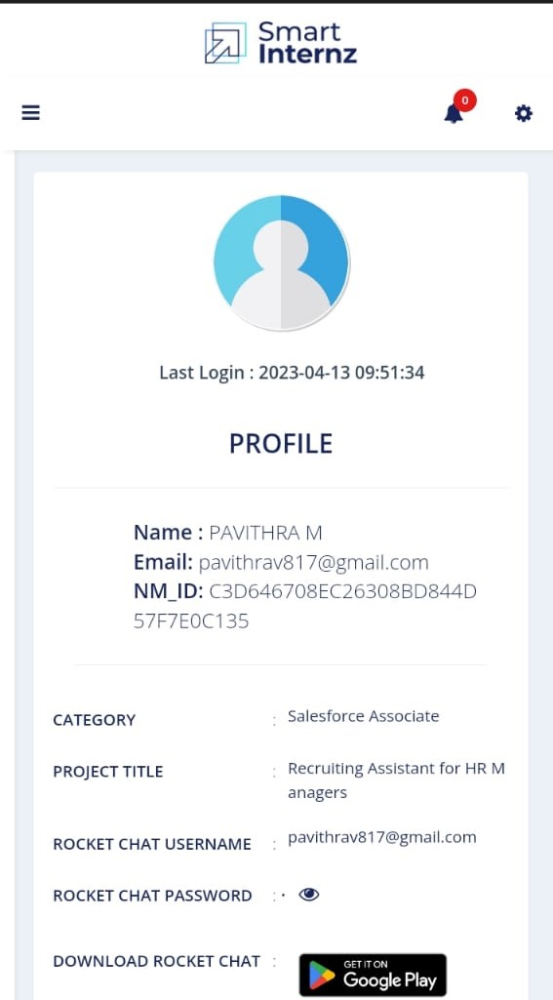 Smart
Internz
0
Last Login : 2023-04-13 09:51:34
PROFILE
Name : PAVITHRA M
Email: pavithrav817@gmail.com
NM_ID: C3D646708EC26308BD844D
57F7E0C135
CATEGORY : Salesforce Associate
PROJECT TITLE : Recruiting Assistant for HR M
anagers
ROCKET CHAT USERNAME : pavithrav817@gmail.com
ROCKET CHAT PASSWORD : ·
DOWNLOAD ROCKET CHAT : GET IT ON
Google Play